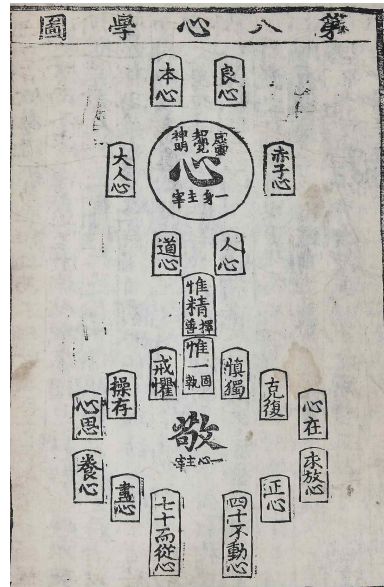 第八心學圖
良心
本心
虛靈
知覺
神明
心
一身主宰
赤子心
大人心
人心
道心
惟精
擇善
惟一
固執
愼獨
戒懼
克復
操存
心在
心思
敬
一心主宰
求放心
養心
正心
盡心
四十不動心
七十而從心